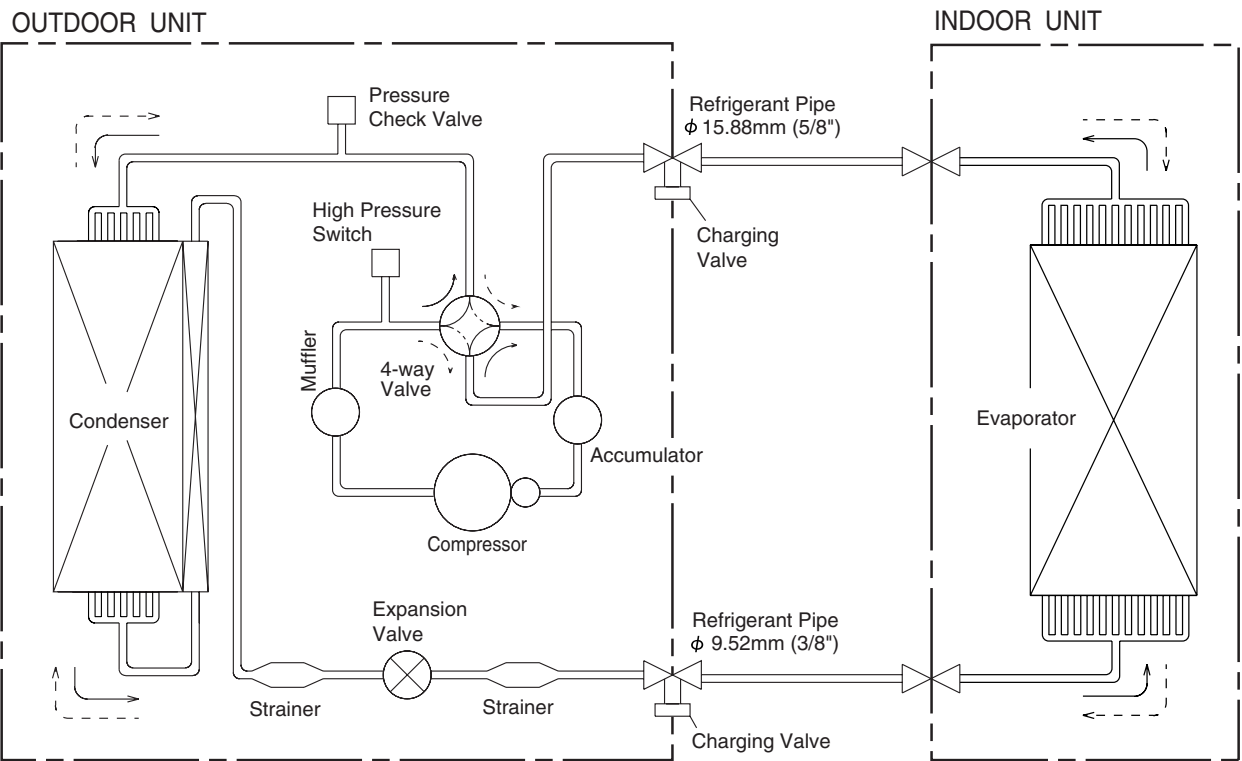 OUTDOOR UNIT
INDOOR UNIT
Pressure
Check Valve
Refrigerant Pipe
ϕ 15.88mm (5/8")
High Pressure
Switch
Charging
Valve
Muffler
4-way
Valve
Condenser
Evaporator
Accumulator
Compressor
Expansion
Valve
Refrigerant Pipe
ϕ 9.52mm (3/8")
Strainer
Strainer
Charging Valve